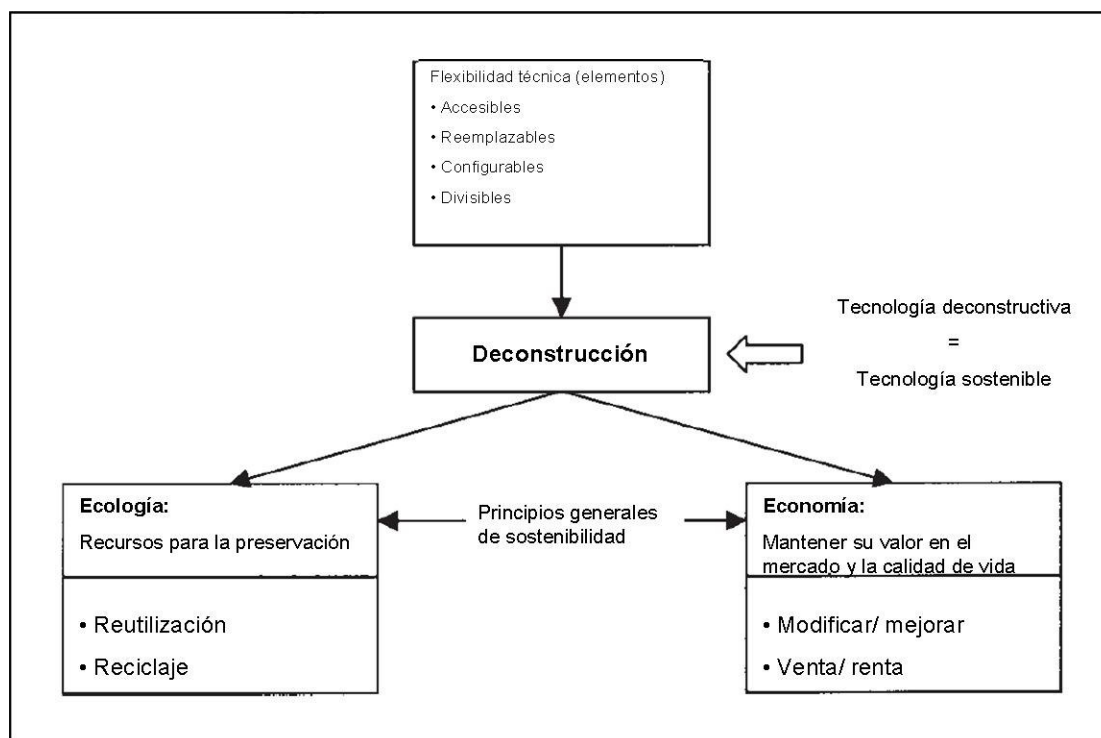 Flexibilidad técnica (elementos)
• Accesibles
• Reemplazables
• Configurables
• Divisibles
Deconstrucción
Tecnología deconstructiva
=
Tecnología sostenible
Ecología:
Recursos para la preservación
• Reutilización
• Reciclaje
Principios generales
de sostenibilidad
Economía:
Mantener su valor en el
mercado y la calidad de vida
• Modificar/ mejorar
• Venta/ renta